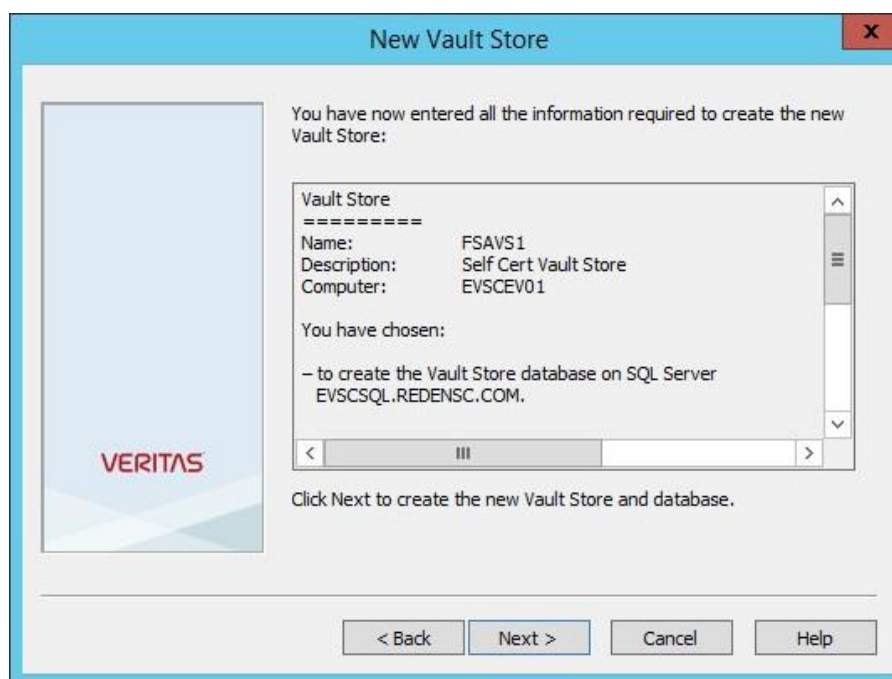 New Vault Store
x
You have now entered all the information required to create the new
Vault Store:
Vault Store
=========
Name: FSAVS1
Description: Self Cert Vault Store
Computer: EVSCEV01
You have chosen:
– to create the Vault Store database on SQL Server
EVSCSQL.REDENSC.COM.
VERITAS
Click Next to create the new Vault Store and database.
< Back Next > Cancel Help